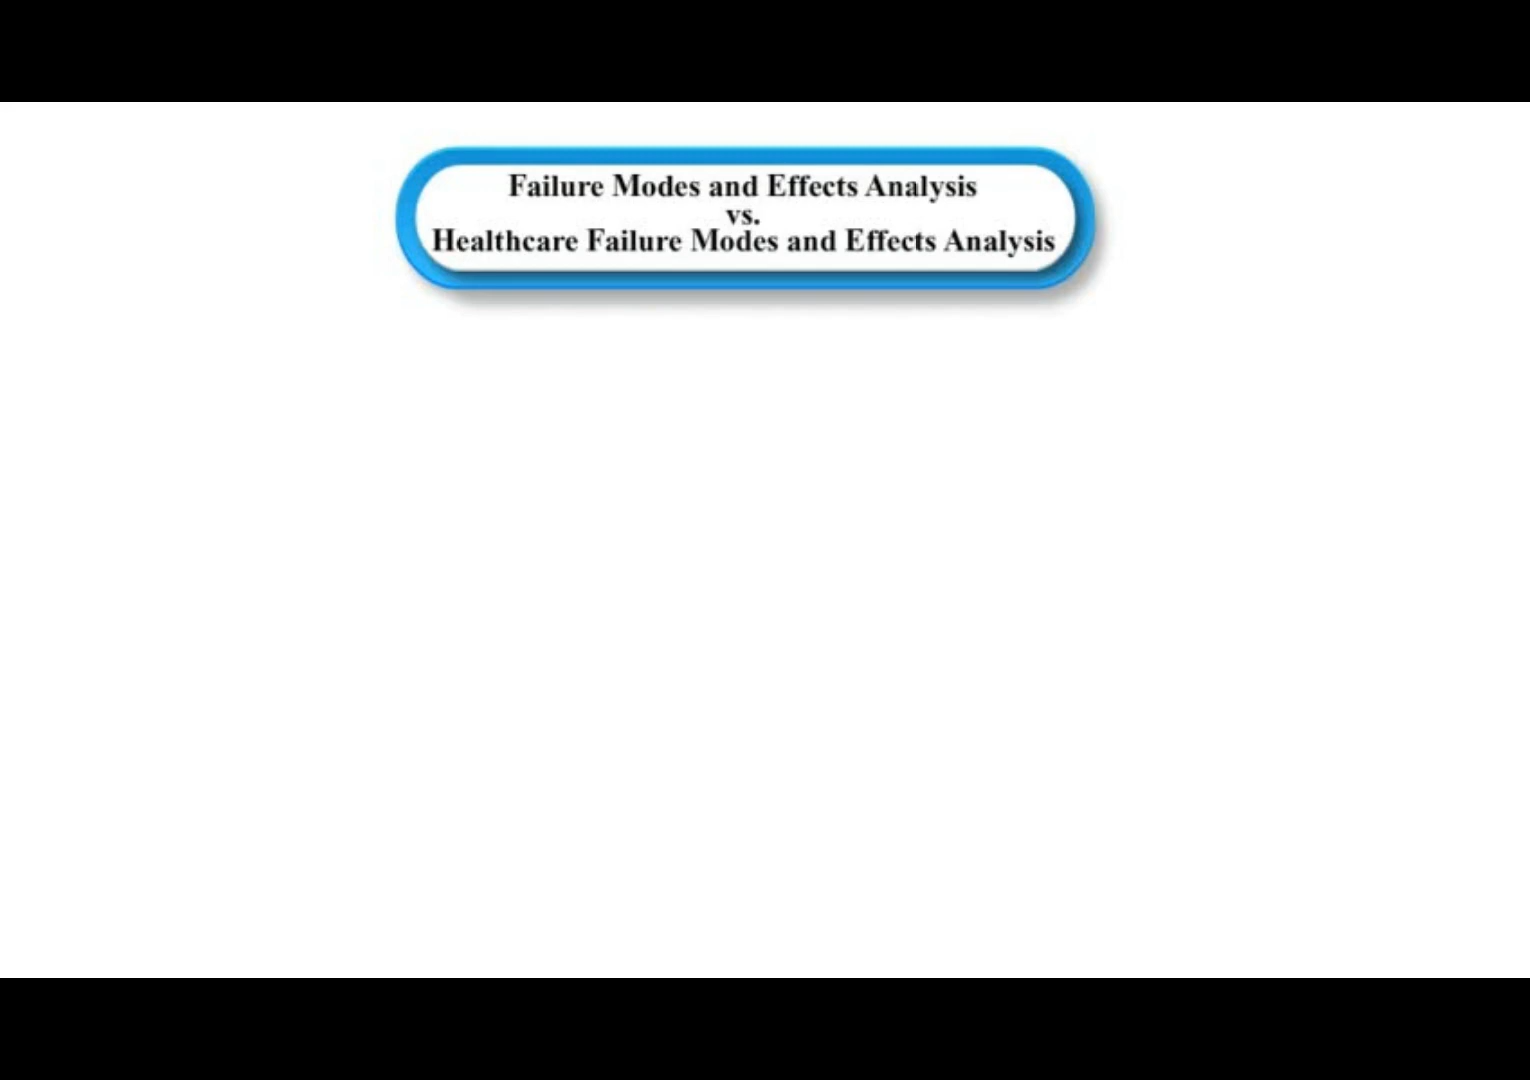 Failure Modes and Effects Analysis
vs.
Healthcare Failure Modes and Effects Analysis